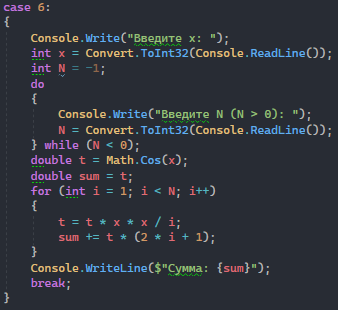 case 6:
{
Console.Write("Введите x: ");
int x = Convert.ToInt32(Console.ReadLine());
int N = -1;
do
{
Console.Write("Введите N (N > 0): ");
N = Convert.ToInt32(Console.ReadLine());
} while (N < 0);
double t = Math.Cos(x);
double sum = t;
for (int i = 1; i < N; i++)
{
t = t * x * x / i;
sum += t * (2 * i + 1);
}
Console.WriteLine($"Сумма: {sum}");
break;
}